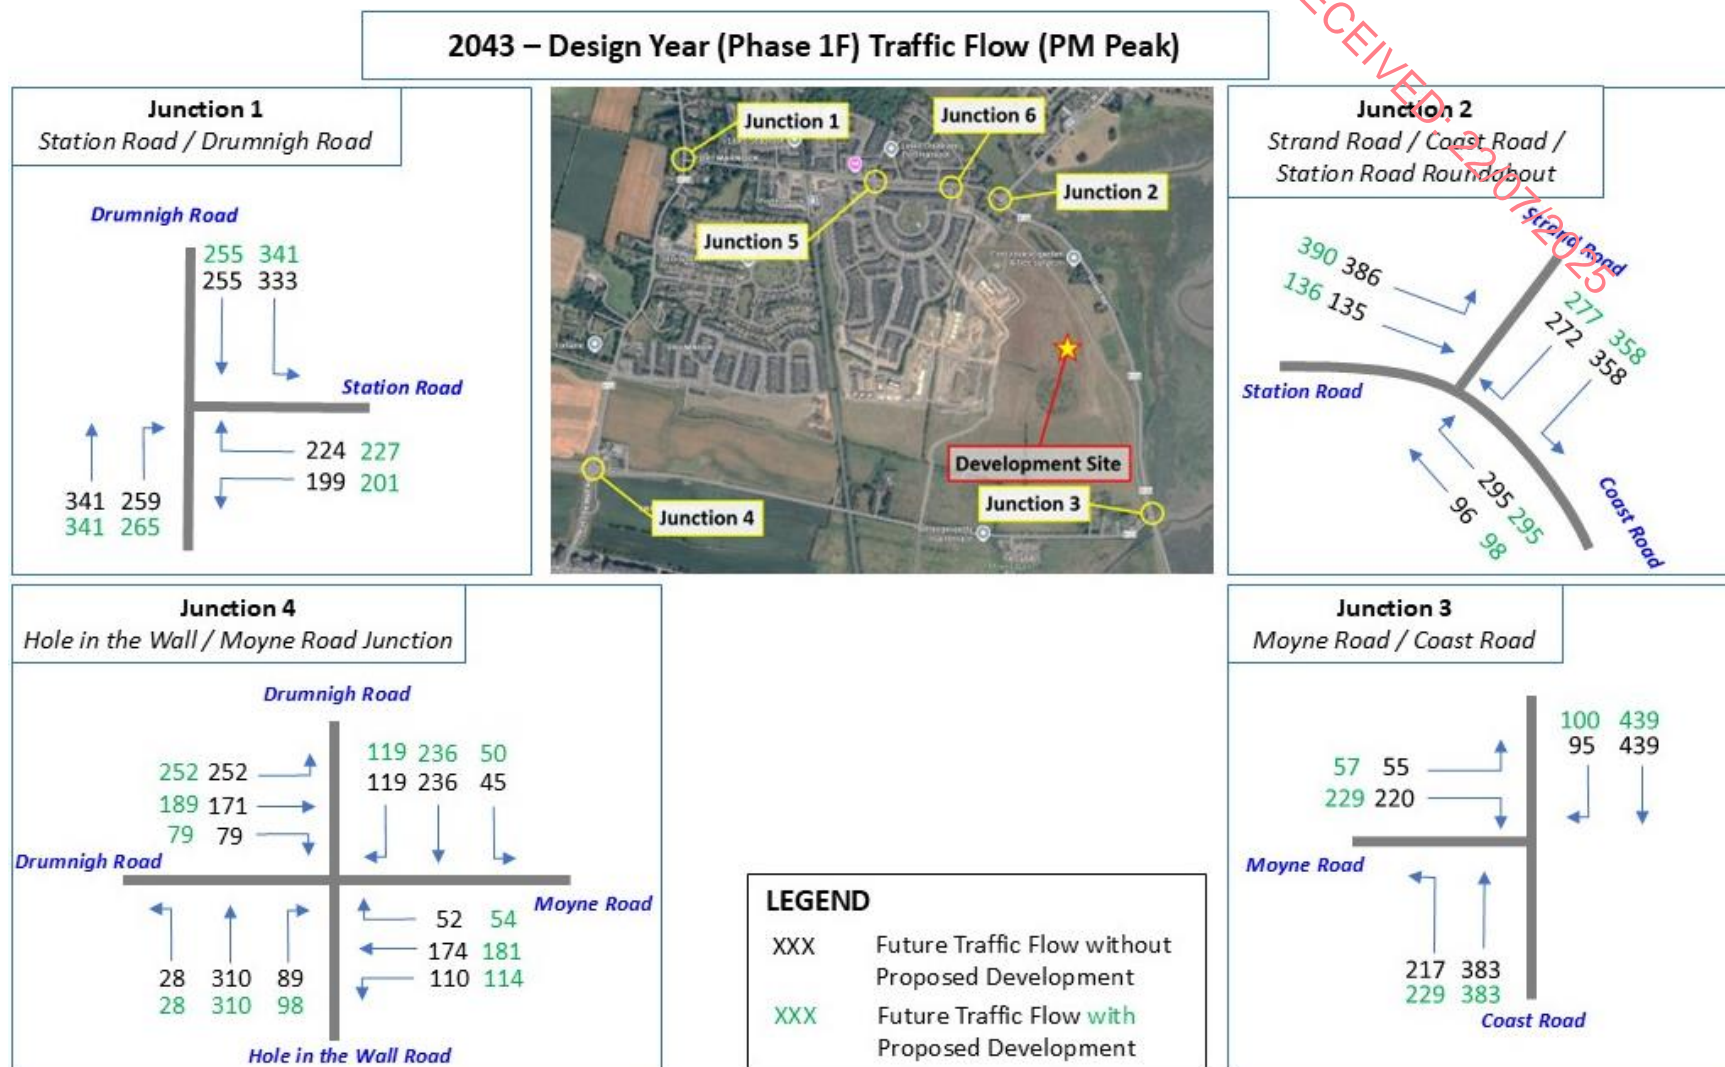 2043 – Design Year (Phase 1F) Traffic Flow (PM Peak)
RECEIVED: 22/07/2025
Junction 1
Station Road / Drumnigh Road
Drumnigh Road
255 341
255 333
Station Road
224 227
199 201
341 259
341 265
Junction 1
Junction 6
Junction 2
Junction 5
Development Site
Junction 3
Junction 4
Junction 2
Strand Road / Coast Road /
Station Road Roundabout
Strand Road
390 386
136 135
277 358
272 358
Station Road
295 295
96 98
Coast Road
Junction 4
Hole in the Wall / Moyne Road Junction
Drumnigh Road
119 236 50
119 236 45
252 252
189 171
79 79
Drumnigh Road
Moyne Road
52 54
174 181
110 114
28 310 89
28 310 98
Hole in the Wall Road
LEGEND
XXX Future Traffic Flow without
Proposed Development
XXX Future Traffic Flow with
Proposed Development
Junction 3
Moyne Road / Coast Road
100 439
95 439
57 55
229 220
Moyne Road
217 383
229 383
Coast Road